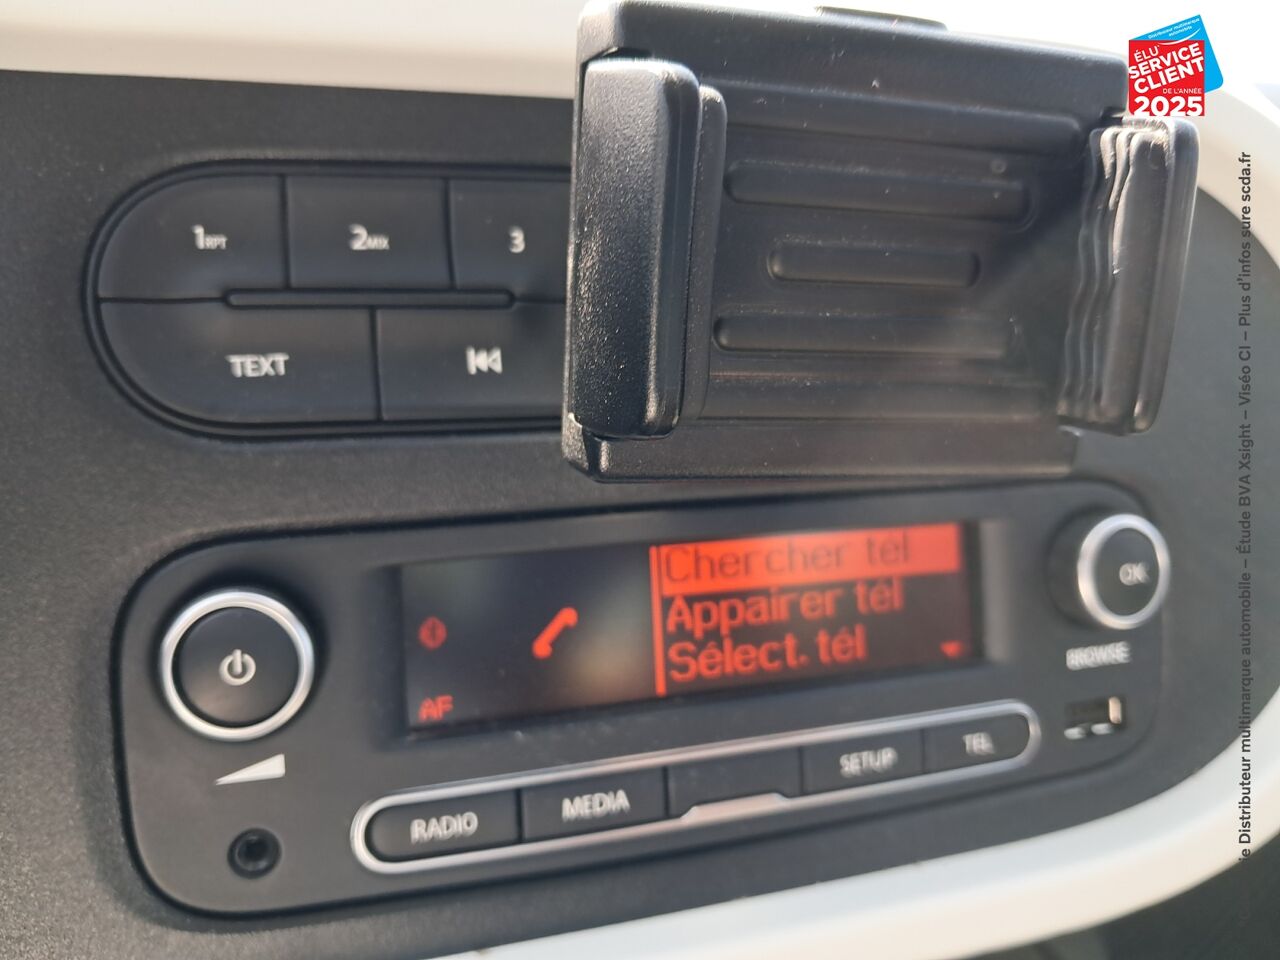 ÉLU
SERVICE
CLIENT
DE L'ANNÉE
2025
1RPT
2MIX
3
TEXT
Chercher tél
Appairer tél
Sélect. tél
AF
OK
BROWSE
RADIO
MEDIA
SETUP
TEL
ie Distributeur multimarque automobile – Étude BVA Xsight – Viséo CI – Plus d'infos sure scda.fr